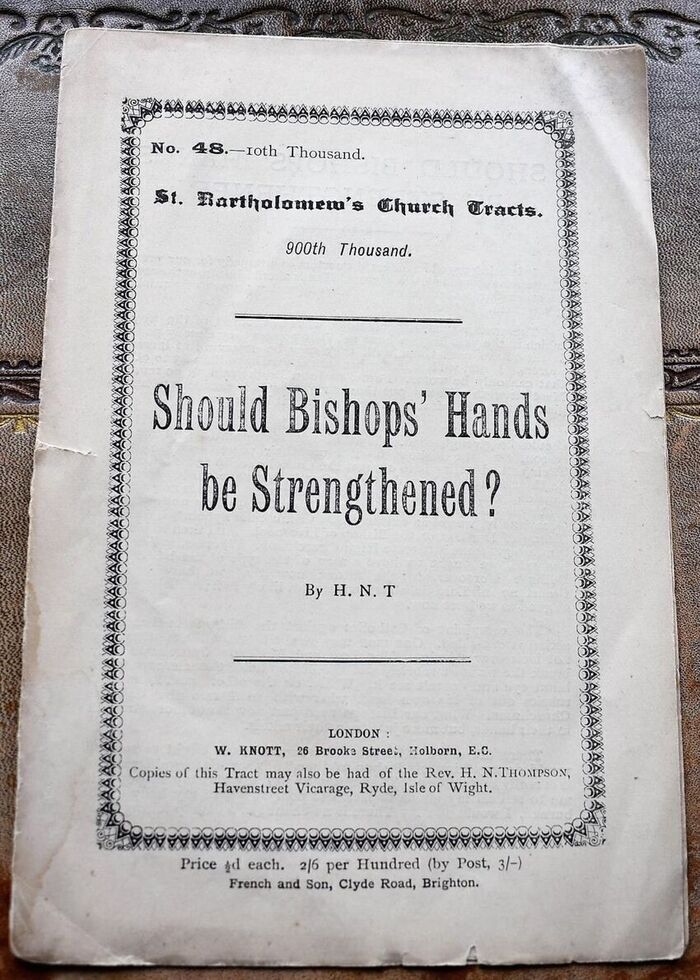 No. 48.—10th Thousand.
St. Bartholomew's Church Tracts.
900th Thousand.
Should Bishops' Hands
be Strengthened?
By H. N. T
LONDON :
W. KNOTT, 26 Brooke Street, Holborn, E.C.
Copies of this Tract may also be had of the Rev. H. N. THOMPSON,
Havenstreet Vicarage, Ryde, Isle of Wight.
Price ½d each. 2/6 per Hundred (by Post, 3/-)
French and Son, Clyde Road, Brighton.